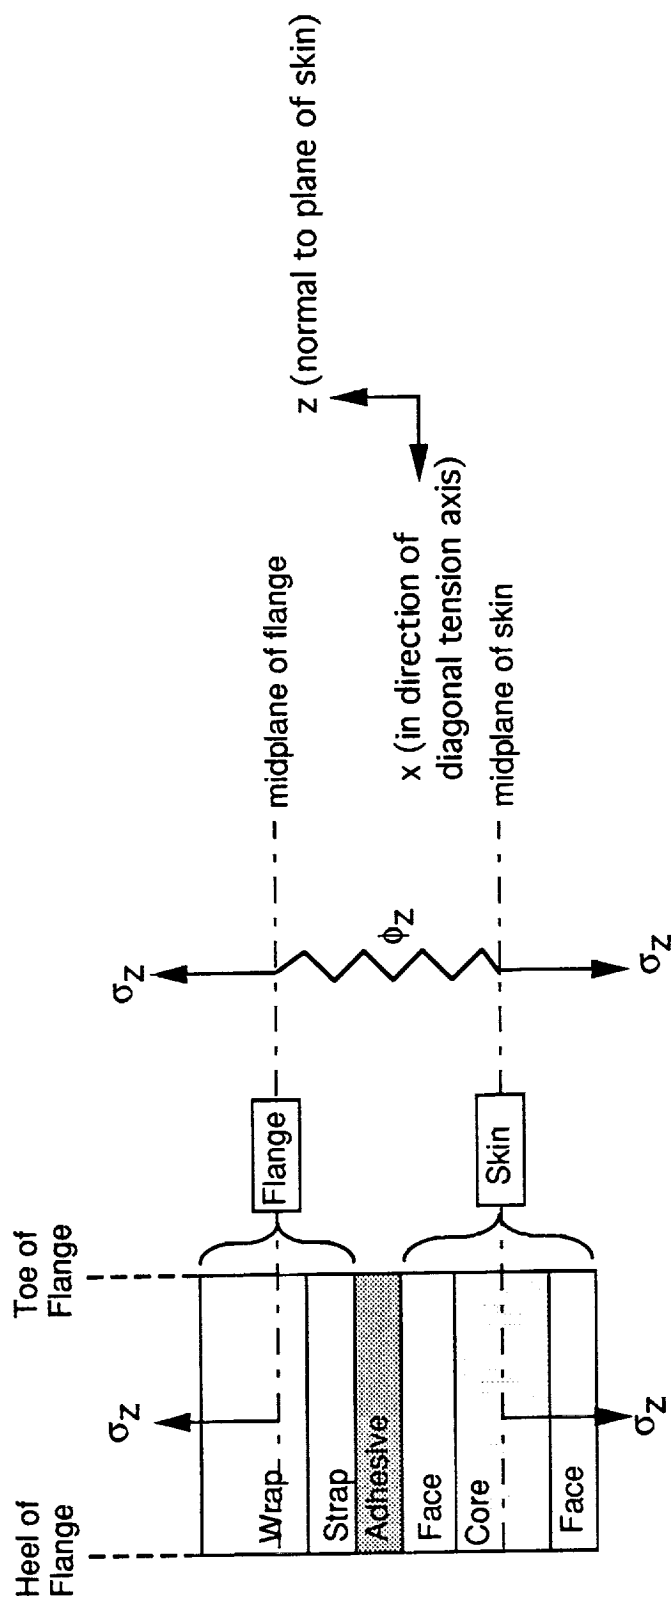 Heel of
Flange
Toe of
Flange
σz
Wrap
Strap
Adhesive
Face
Core
Face
σz
Flange
Skin
σz
ϕz
σz
midplane of flange
midplane of skin
z (normal to plane of skin)
x (in direction of
diagonal tension axis)